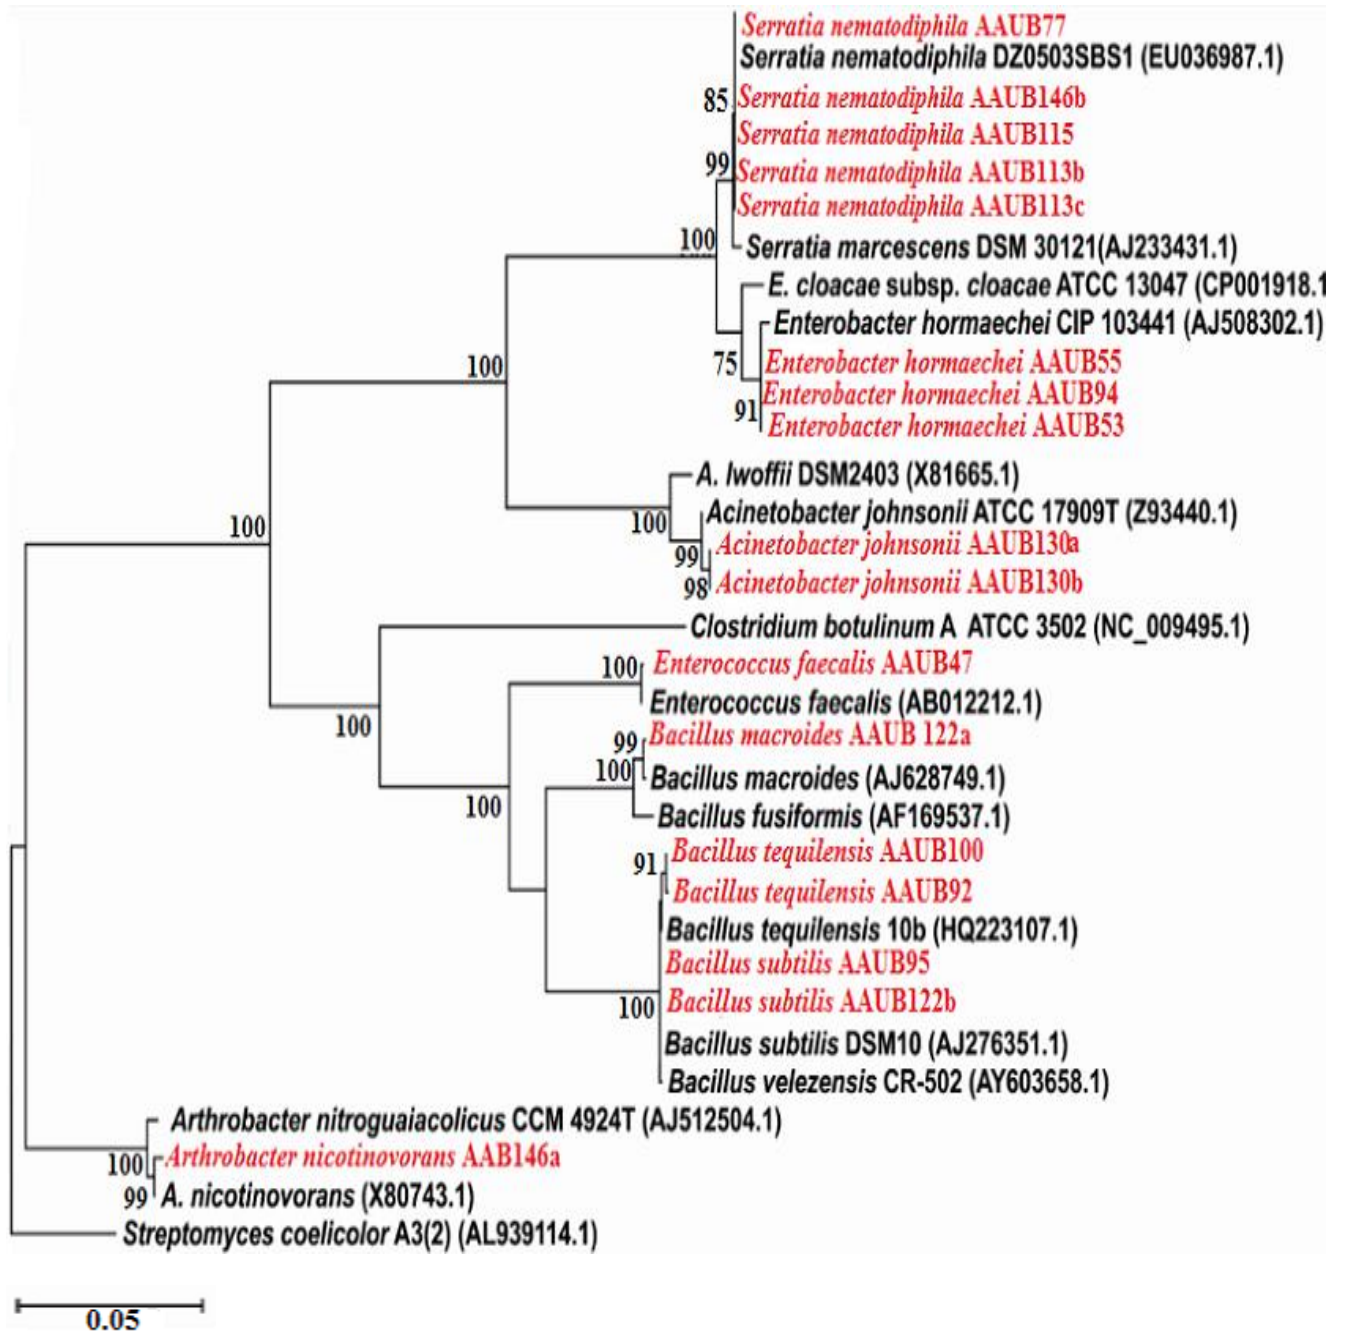 Serratia nematodiphila AAUB77
Serratia nematodiphila DZ0503SBS1 (EU036987.1)
85 Serratia nematodiphila AAUB146b
Serratia nematodiphila AAUB115
99 Serratia nematodiphila AAUB113b
Serratia nematodiphila AAUB113c
100 Serratia marcescens DSM 30121(AJ233431.1)
E. cloacae subsp. cloacae ATCC 13047 (CP001918.1
Enterobacter hormaechei CIP 103441 (AJ508302.1)
75 Enterobacter hormaechei AAUB55
100
Enterobacter hormaechei AAUB94
91 Enterobacter hormaechei AAUB53
A. lwoffii DSM2403 (X81665.1)
Acinetobacter johnsonii ATCC 17909T (Z93440.1)
100
100
Acinetobacter johnsonii AAUB130a
99
98 Acinetobacter johnsonii AAUB130b
Clostridium botulinum A ATCC 3502 (NC_009495.1)
100 Enterococcus faecalis AAUB47
Enterococcus faecalis (AB012212.1)
100
99 Bacillus macroides AAUB 122a
100 Bacillus macroides (AJ628749.1)
100
Bacillus fusiformis (AF169537.1)
91 Bacillus tequilensis AAUB100
Bacillus tequilensis AAUB92
Bacillus tequilensis 10b (HQ223107.1)
Bacillus subtilis AAUB95
100 Bacillus subtilis AAUB122b
Bacillus subtilis DSM10 (AJ276351.1)
Bacillus velezensis CR-502 (AY603658.1)
Arthrobacter nitroguaiacolicus CCM 4924T (AJ512504.1)
100 Arthrobacter nicotinovorans AAB146a
99 A. nicotinovorans (X80743.1)
Streptomyces coelicolor A3(2) (AL939114.1)
0.05